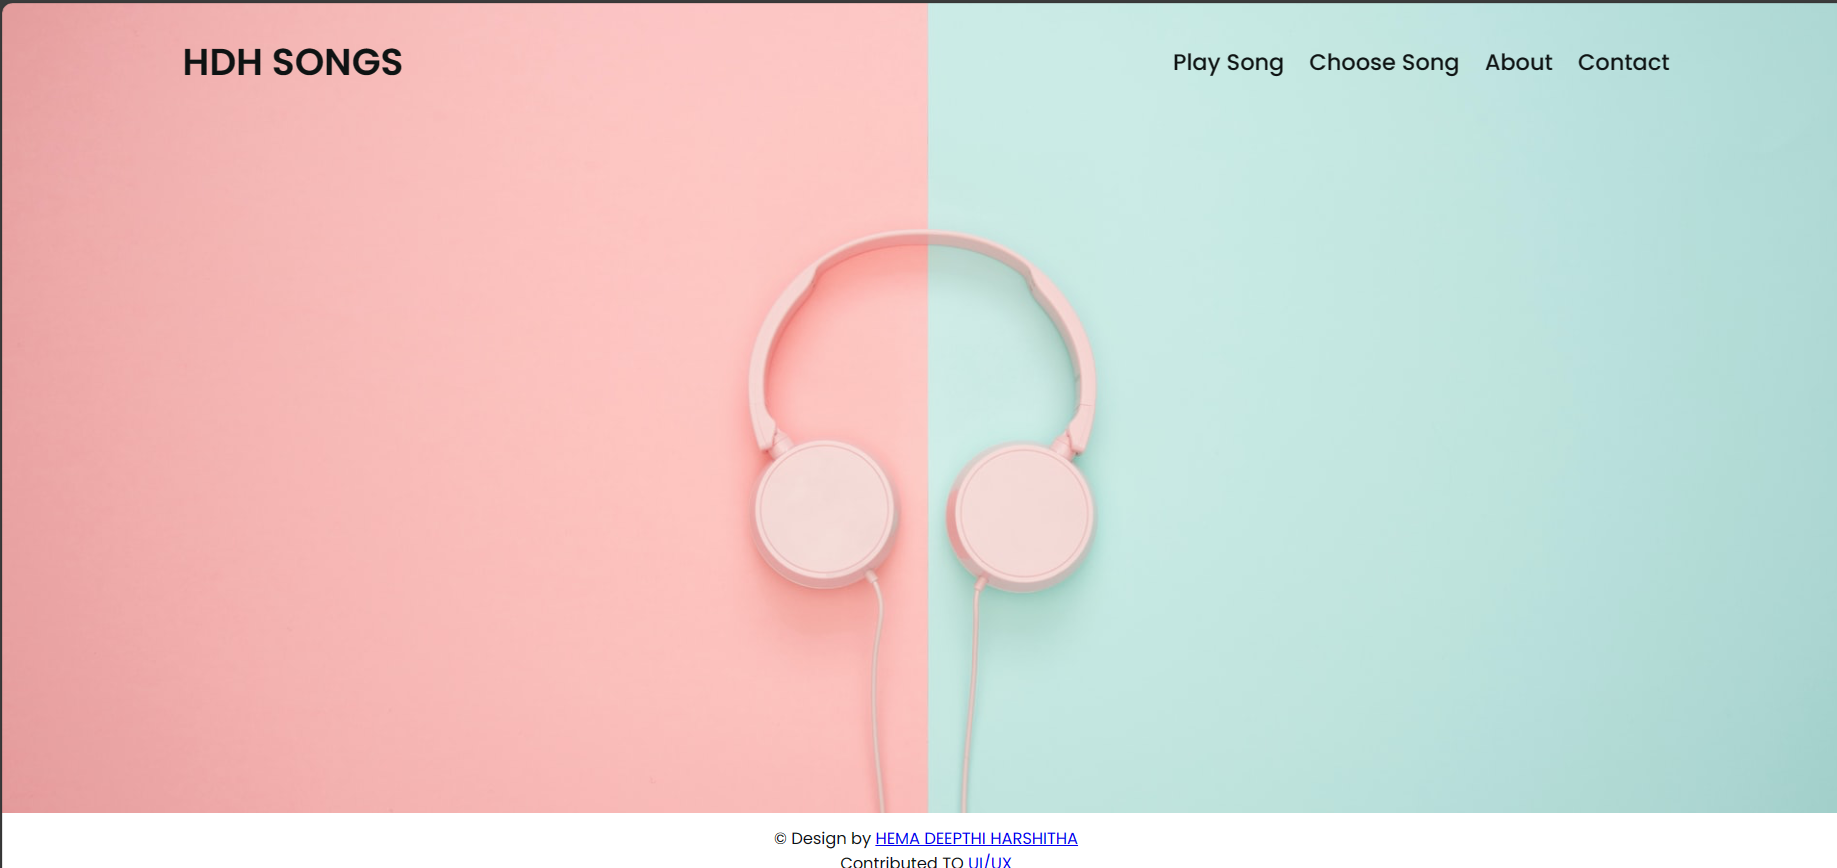 HDH SONGS
Play Song Choose Song About Contact
© Design by HEMA DEEPTHI HARSHITHA
Contributed TO UI/UX